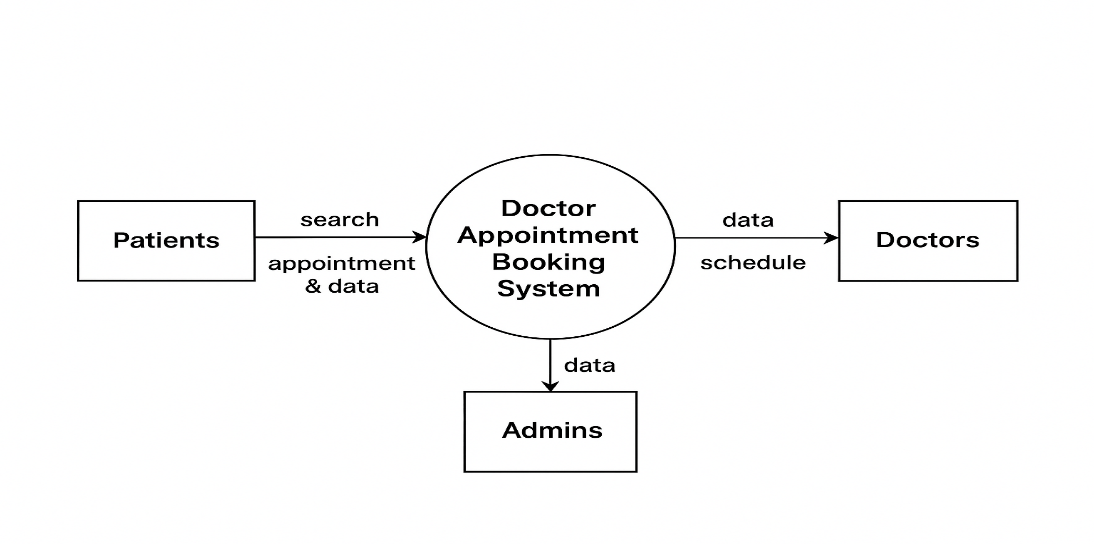 Patients
search
appointment
& data
Doctor
Appointment
Booking
System
data
schedule
Doctors
data
Admins